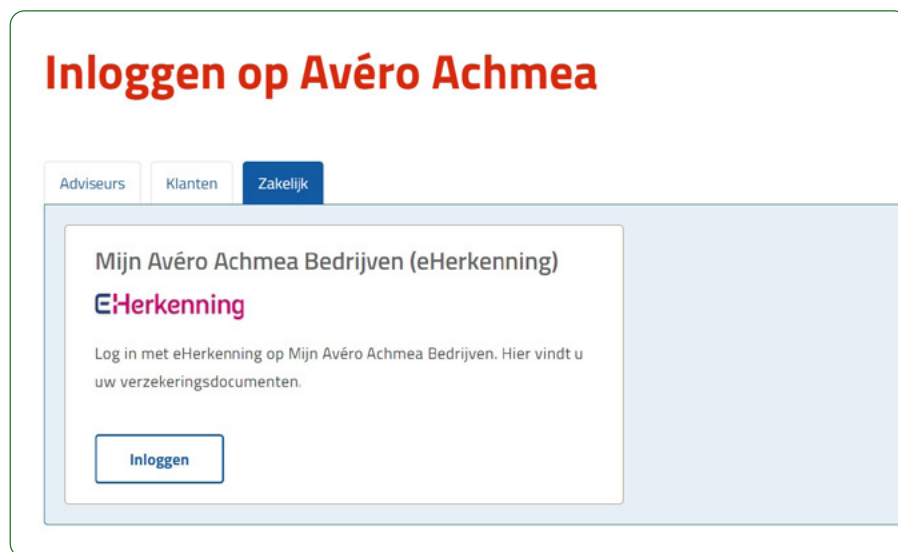 Inloggen op Avéro Achmea
Adviseurs
Klanten
Zakelijk
Mijn Avéro Achmea Bedrijven (eHerkenning)
EHerkenning
Log in met eHerkenning op Mijn Avéro Achmea Bedrijven. Hier vindt u
uw verzekeringsdocumenten.
Inloggen